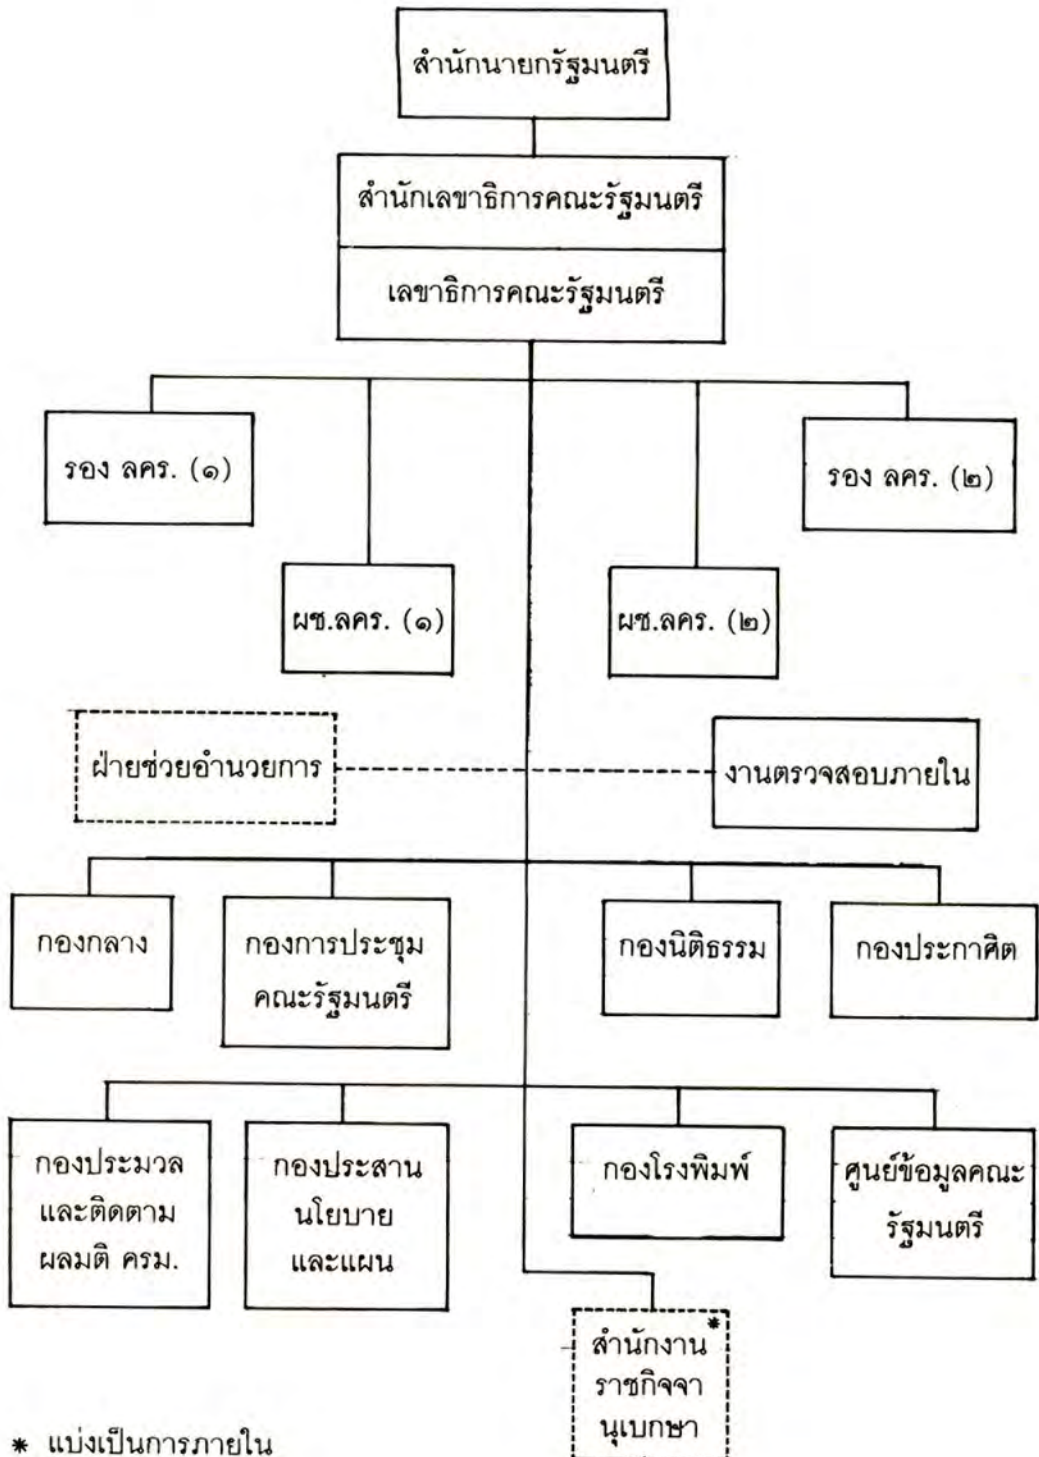 สำนักนายกรัฐมนตรี
สำนักเลขาธิการคณะรัฐมนตรี
เลขาธิการคณะรัฐมนตรี
รอง ลคร. (๑)
รอง ลคร. (๒)
ผช.ลคร. (๑)
ผช.ลคร. (๒)
ฝ่ายช่วยอำนวยการ
งานตรวจสอบภายใน
กองกลาง
กองการประชุม
คณะรัฐมนตรี
กองนิติธรรม
กองประกาศิต
กองประมวล
และติดตาม
ผลมติ ครม.
กองประสาน
นโยบาย
และแผน
กองโรงพิมพ์
ศูนย์ข้อมูลคณะ
รัฐมนตรี
*
สำนักงาน
ราชกิจจา
นุเบกษา
* แบ่งเป็นการภายใน